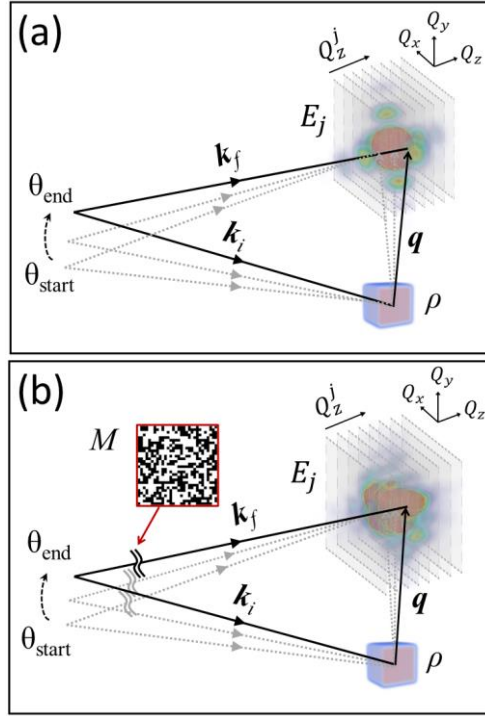 (a)
Q_z^j
Q_y
Q_x
Q_z
E_j
k_f
θ_end
k_i
q
θ_start
ρ
(b)
M
Q_z^j
Q_y
Q_x
Q_z
E_j
k_f
θ_end
k_i
q
θ_start
ρ